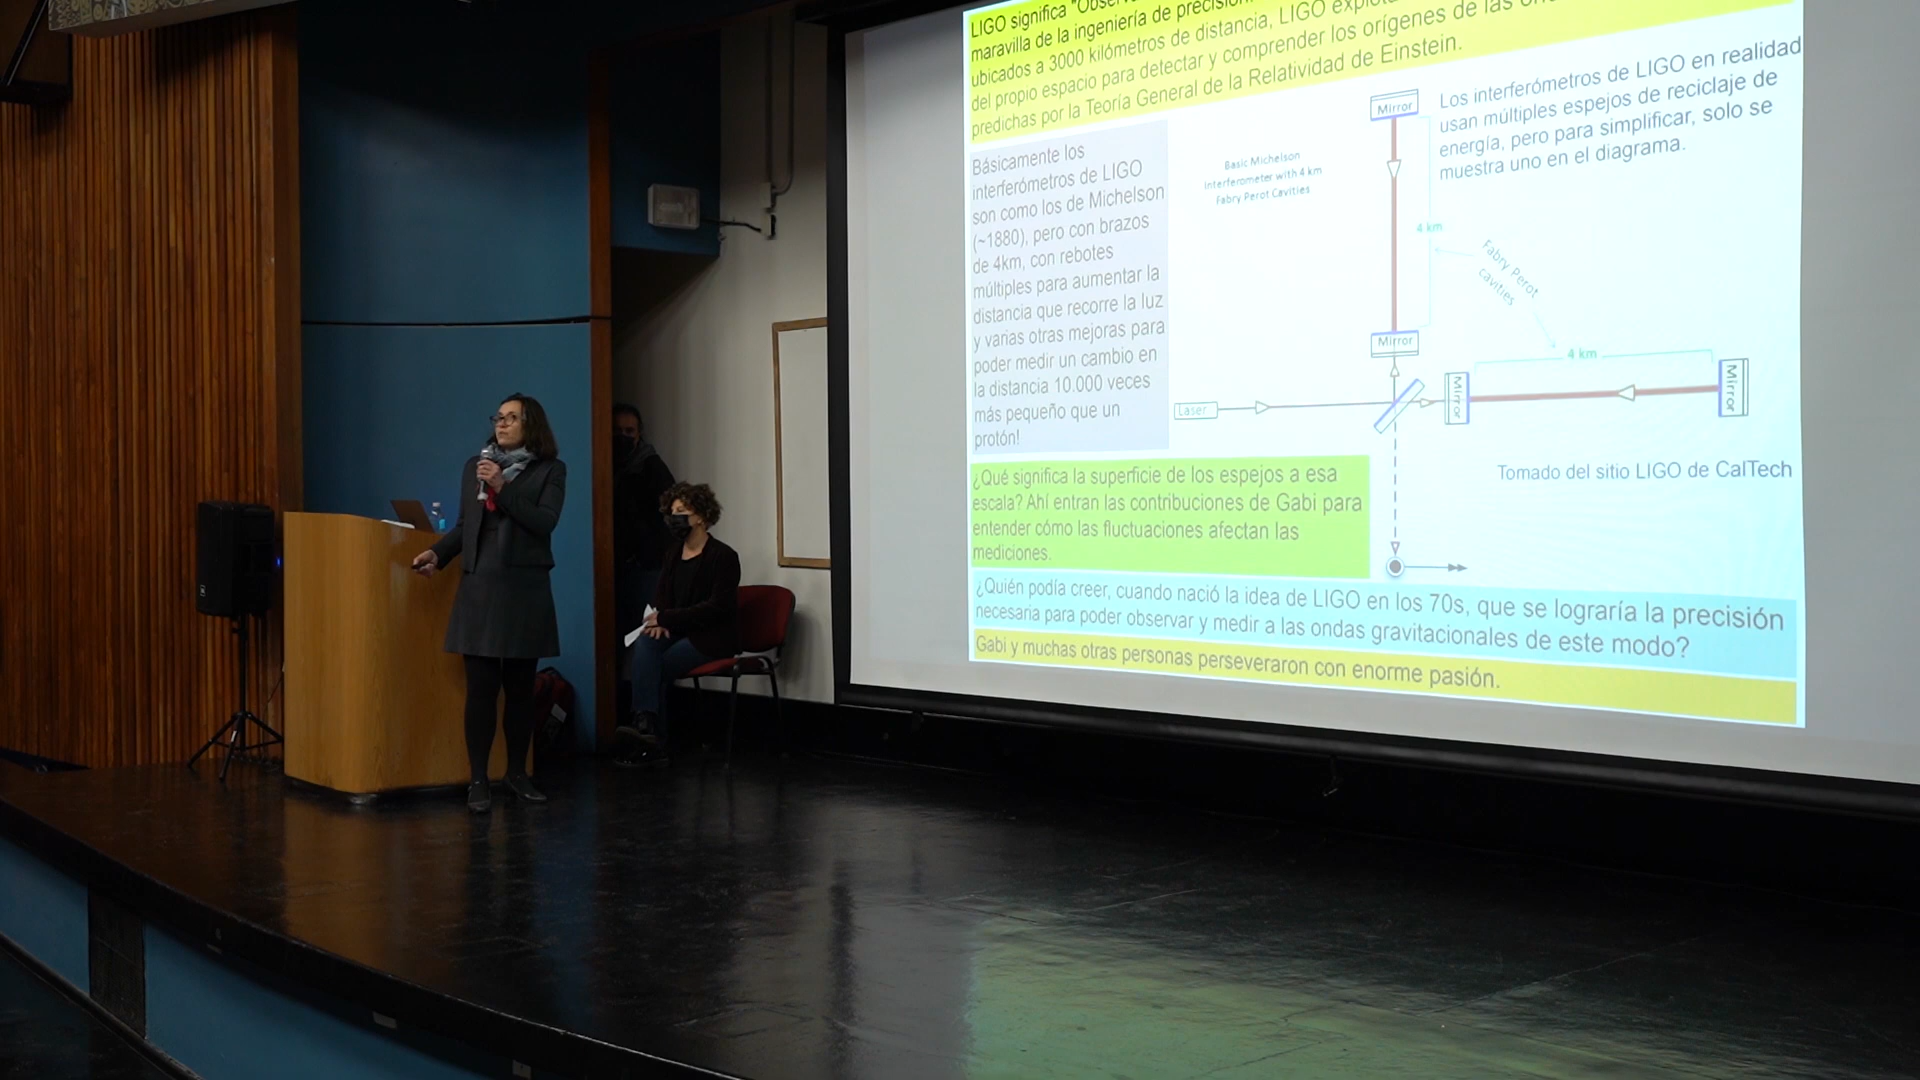 LIGO significa "Observ
maravilla de la ingeniería de precisión.
ubicados a 3000 kilómetros de distancia, LIGO explota
del propio espacio para detectar y comprender los orígenes de las
predichas por la Teoría General de la Relatividad de Einstein.
Básicamente los
interferómetros de LIGO
son como los de Michelson
(~1880), pero con brazos
de 4km, con rebotes
múltiples para aumentar la
distancia que recorre la luz
y varias otras mejoras para
poder medir un cambio en
la distancia 10.000 veces
más pequeño que un
protón!
Basic Michelson
Interferometer with 4 km
Fabry Perot Cavities
Mirror
Los interferómetros de LIGO en realidad
usan múltiples espejos de reciclaje de
energía, pero para simplificar, solo se
muestra uno en el diagrama.
4 km
Fabry Perot
cavities
Mirror
4 km
Laser
Mirror
Mirror
Tomado del sitio LIGO de CalTech
¿Qué significa la superficie de los espejos a esa
escala? Ahí entran las contribuciones de Gabi para
entender cómo las fluctuaciones afectan las
mediciones.
¿Quién podía creer, cuando nació la idea de LIGO en los 70s, que se lograría la precisión
necesaria para poder observar y medir a las ondas gravitacionales de este modo?
Gabi y muchas otras personas perseveraron con enorme pasión.